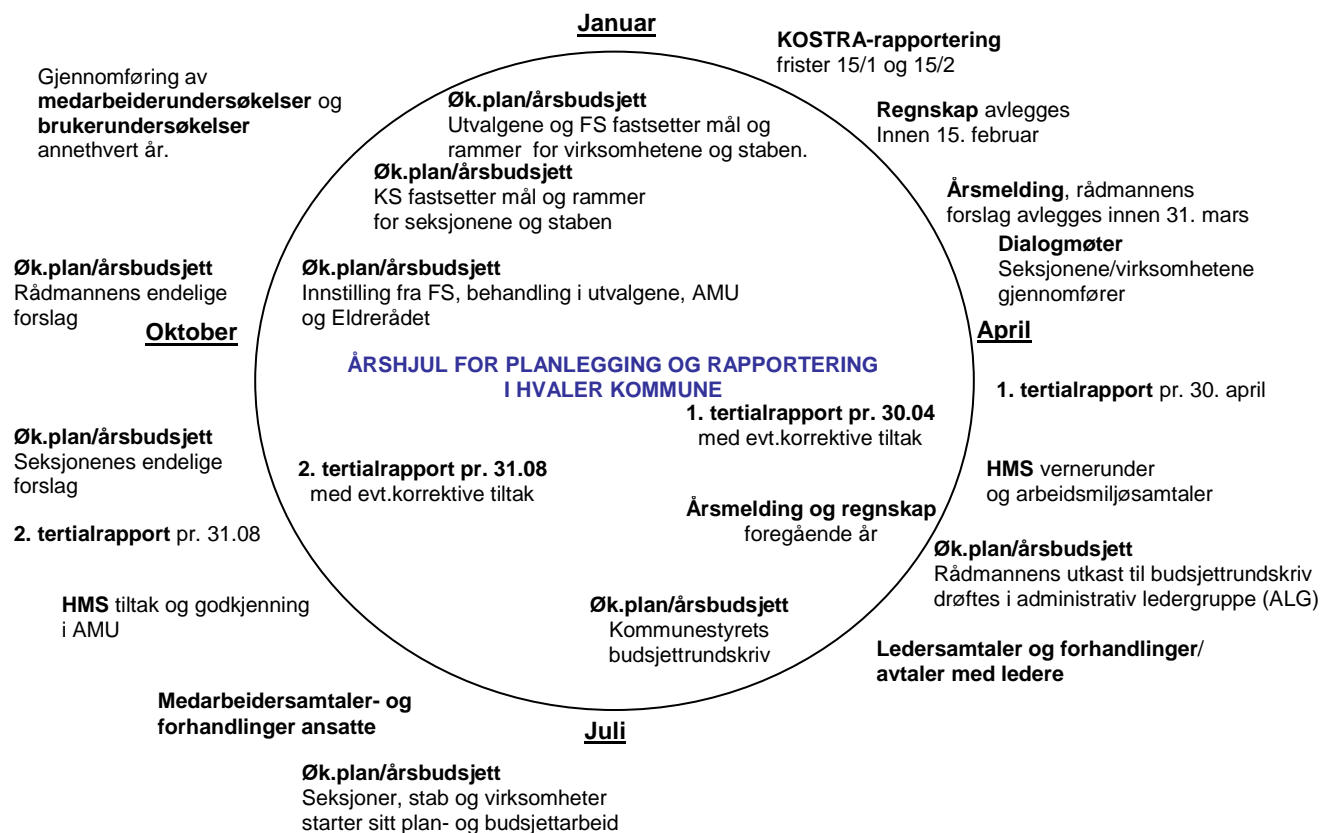 Januar
KOSTRA-rapportering
frister 15/1 og 15/2
Gjennomføring av
medarbeiderundersøkelser og
brukerundersøkelser
annethvert år.
Øk.plan/årsbudsjett
Utvalgene og FS fastsetter mål og
rammer for virksomhetene og staben.
Regnskap avlegges
Innen 15. februar
Øk.plan/årsbudsjett
KS fastsetter mål og rammer
for seksjonene og staben
Årsmelding, rådmannens
forslag avlegges innen 31. mars
Dialogmøter
Seksjonene/virksomhetene
gjennomfører
Øk.plan/årsbudsjett
Rådmannens endelige
forslag
Øk.plan/årsbudsjett
Innstilling fra FS, behandling i utvalgene, AMU
og Eldrerådet
Oktober
April
ÅRSHJUL FOR PLANLEGGING OG RAPPORTERING
I HVALER KOMMUNE
1. tertialrapport pr. 30. april
1. tertialrapport pr. 30.04
med evt.korrektive tiltak
Øk.plan/årsbudsjett
Seksjonenes endelige
forslag
2. tertialrapport pr. 31.08
med evt.korrektive tiltak
HMS vernerunder
og arbeidsmiljøsamtaler
Årsmelding og regnskap
foregående år
2. tertialrapport pr. 31.08
Øk.plan/årsbudsjett
Rådmannens utkast til budsjettrundskriv
drøftes i administrativ ledergruppe (ALG)
HMS tiltak og godkjenning
i AMU
Øk.plan/årsbudsjett
Kommunestyrets
budsjettrundskriv
Ledersamtaler og forhandlinger/
avtaler med ledere
Medarbeidersamtaler- og
forhandlinger ansatte
Juli
Øk.plan/årsbudsjett
Seksjoner, stab og virksomheter
starter sitt plan- og budsjettarbeid